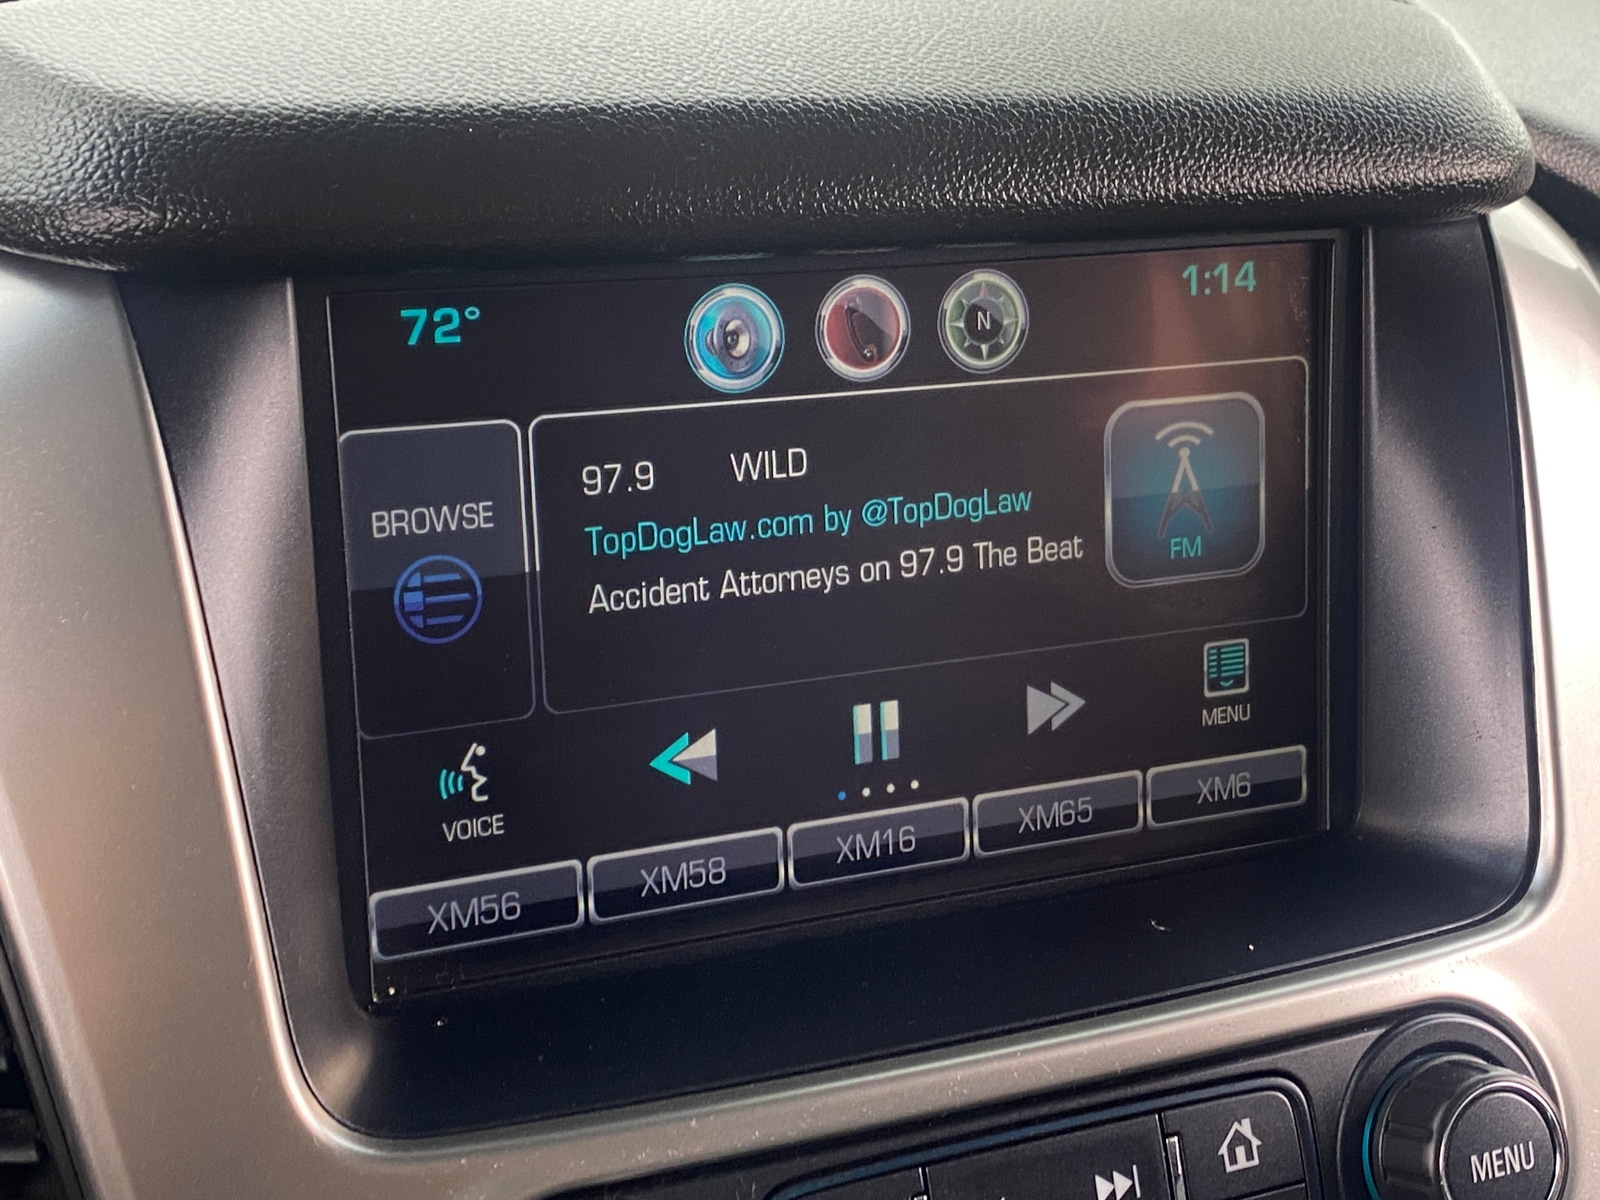 72°
N
1:14
BROWSE
97.9 WILD
TopDogLaw.com by @TopDogLaw
Accident Attorneys on 97.9 The Beat
FM
VOICE
MENU
XM56
XM58
XM16
XM65
XM6
MENU